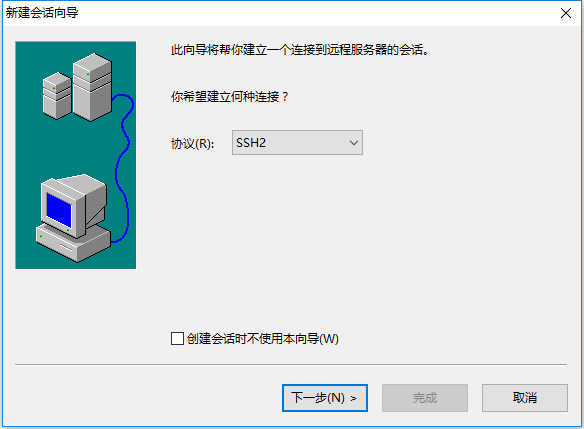 新建会话向导
此向导将帮你建立一个连接到远程服务器的会话。
你希望建立何种连接？
协议(R): SSH2
创建会话时不使用本向导(W)
下一步(N) > 完成 取消